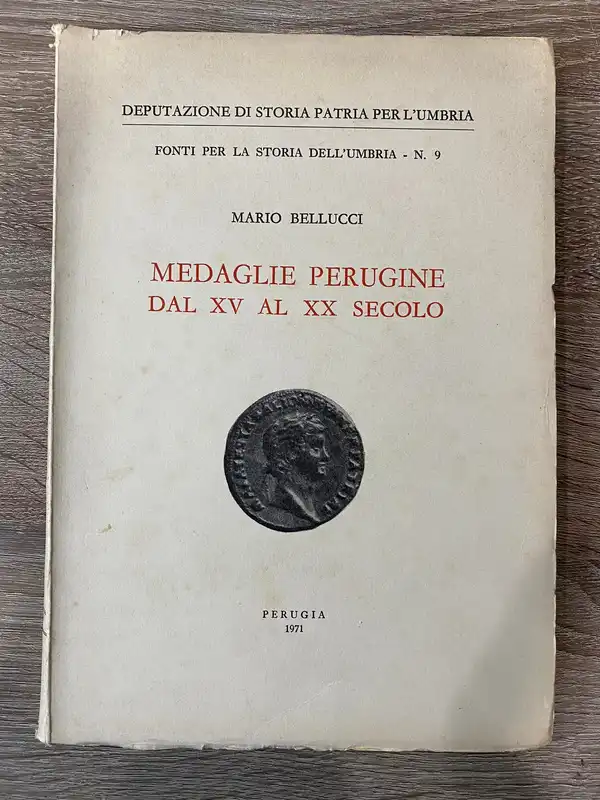 DEPUTAZIONE DI STORIA PATRIA PER L'UMBRIA
FONTI PER LA STORIA DELL'UMBRIA - N. 9
MARIO BELLUCCI
MEDAGLIE PERUGINE
DAL XV AL XX SECOLO
PERUGIA
1971